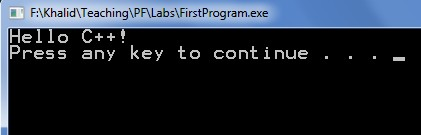 F:\Khalid\Teaching\PF\Labs\FirstProgram.exe
Hello C++!
Press any key to continue . . . _